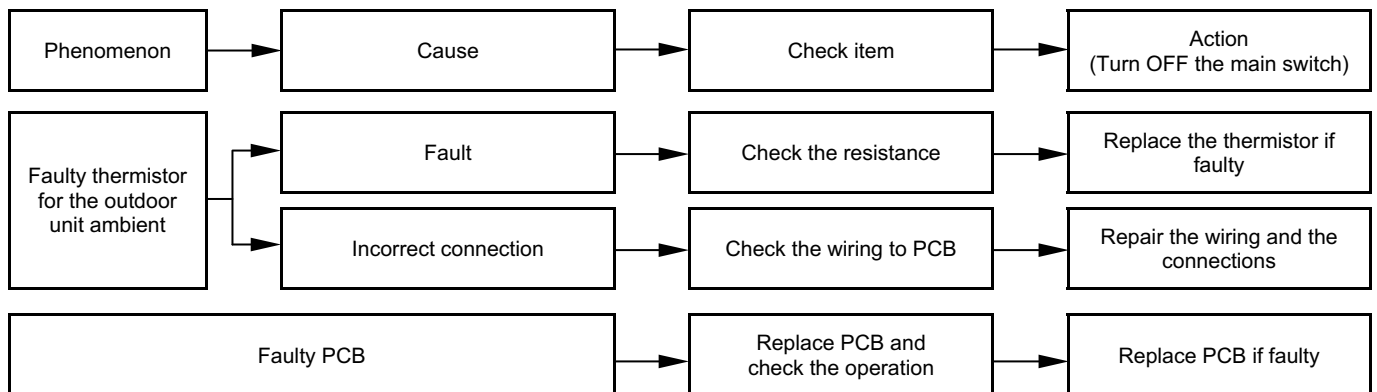 Phenomenon
Cause
Check item
Action
(Turn OFF the main switch)
Faulty thermistor
for the outdoor
unit ambient
Fault
Check the resistance
Replace the thermistor if
faulty
Incorrect connection
Check the wiring to PCB
Repair the wiring and the
connections
Faulty PCB
Replace PCB and
check the operation
Replace PCB if faulty